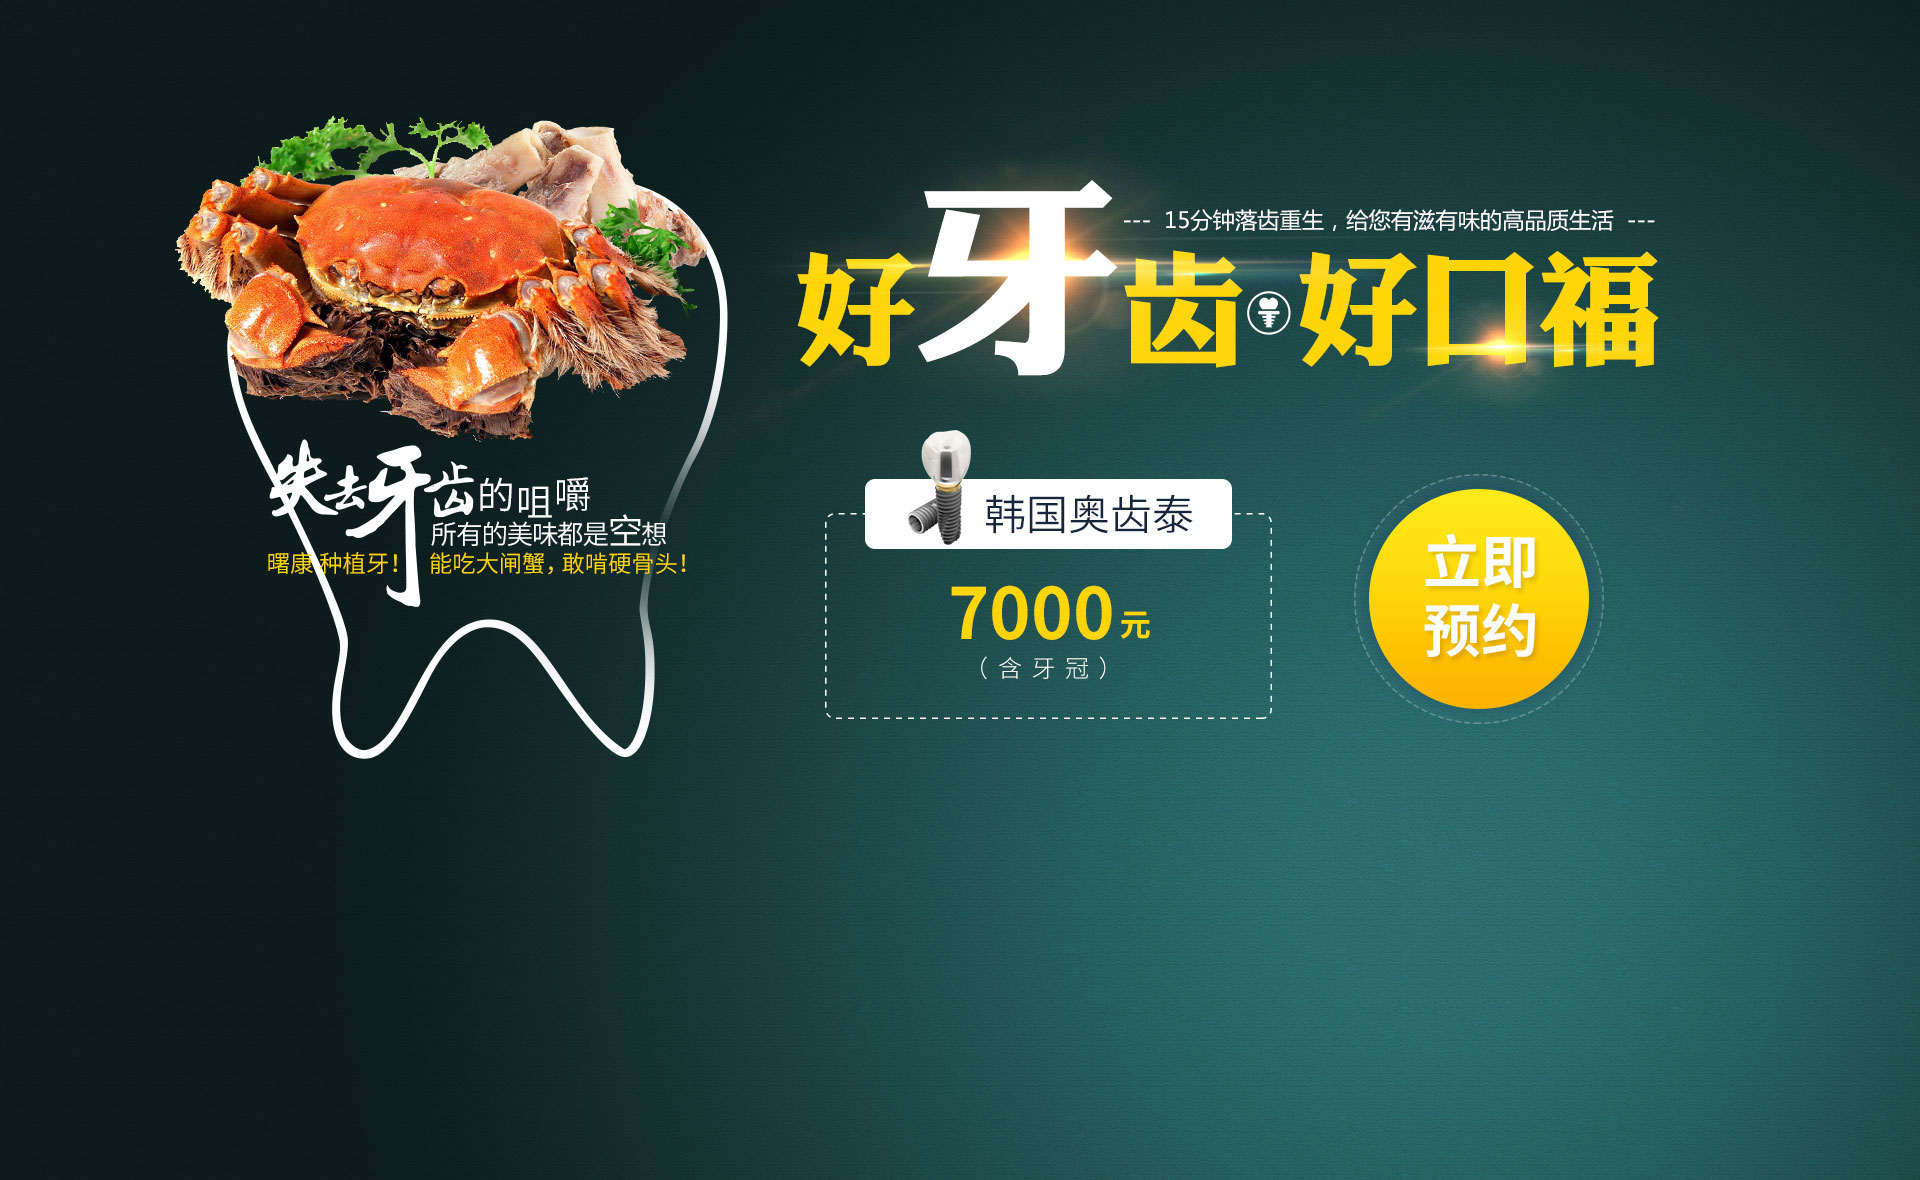 失去牙齿的咀嚼
所有的美味都是空想
曙康 种植牙！ 能吃大闸蟹，敢啃硬骨头！
--- 15分钟落齿重生，给您有滋有味的高品质生活 ---
好牙齿 好口福
韩国奥齿泰
7000元
（含牙冠）
立即
预约